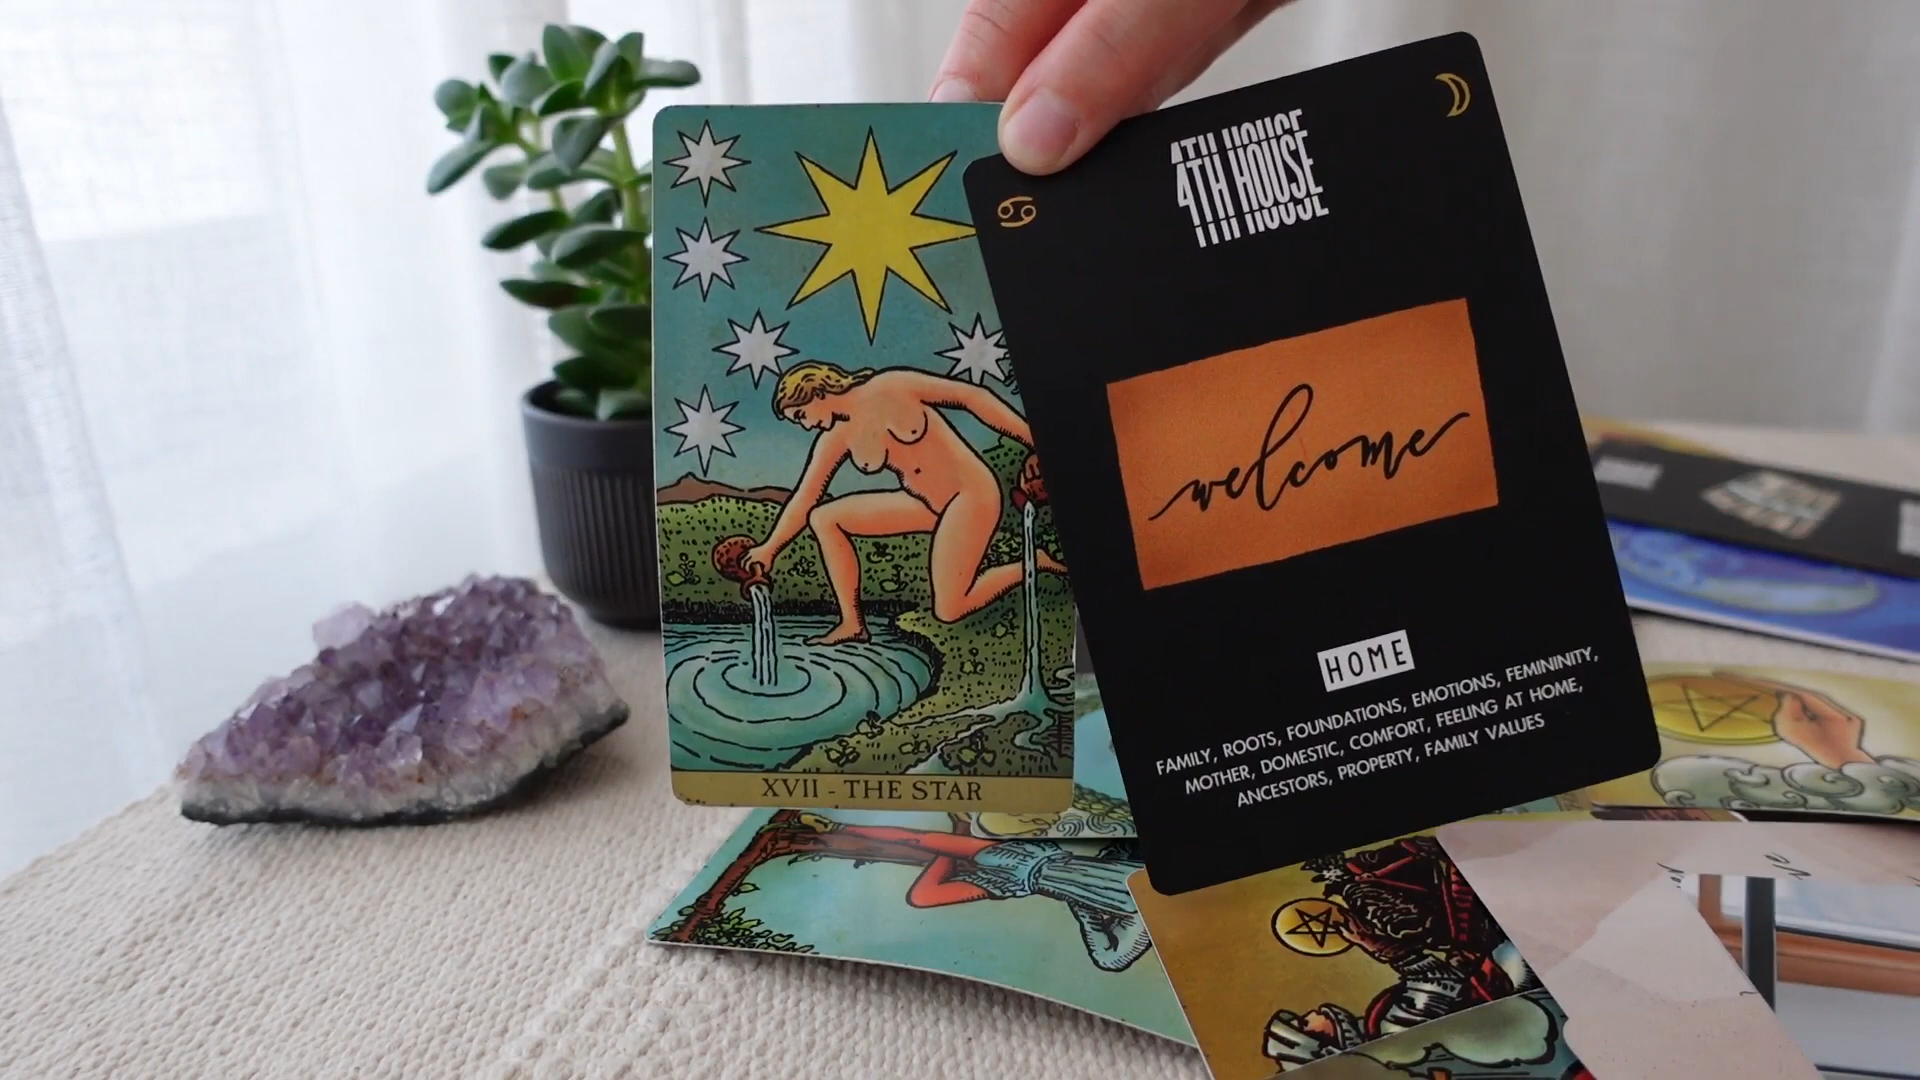 4TH HOUSE
welcome
HOME
FAMILY, ROOTS, FOUNDATIONS, EMOTIONS, FEMININITY,
MOTHER, DOMESTIC, COMFORT, FEELING AT HOME,
ANCESTORS, PROPERTY, FAMILY VALUES
XVII - THE STAR